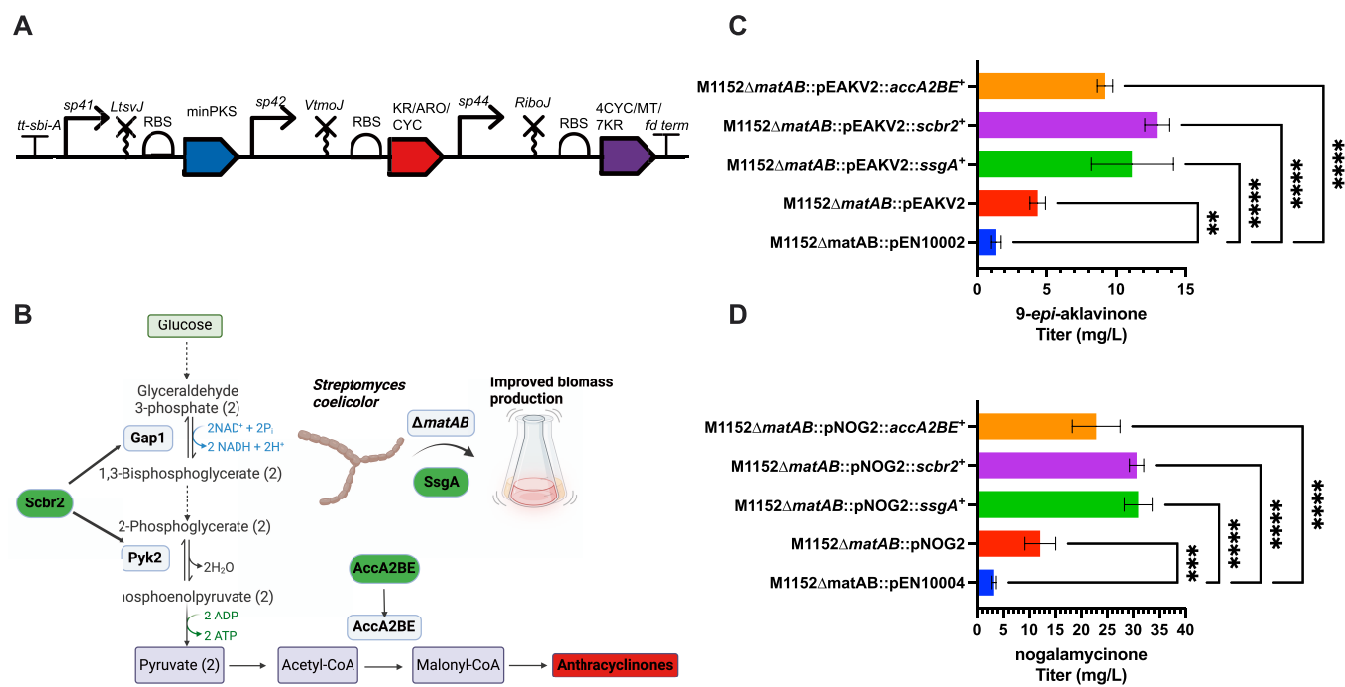 A
tt-sbi-A
sp41
LtsvJ
RBS
minPKS
sp42
VtmoJ
RBS
KR/ARO/
CYC
sp44
RiboJ
RBS
4CYC/MT/
7KR
fd term
B
Glucose
Glyceraldehyde
3-phosphate (2)
2NAD⁺ + 2Pᵢ
2 NADH + 2H⁺
Gap1
1,3-Bisphosphoglycerate (2)
Scbr2
2-Phosphoglycerate (2)
Pyk2
2H₂O
hosphoenolpyruvate (2)
2 ADP
2 ATP
Pyruvate (2)
Acetyl-CoA
Malonyl-CoA
Anthracyclinones
Streptomyces
coelicolor
ΔmatAB
SsgA
Improved biomass
production
AccA2BE
AccA2BE
C
M1152ΔmatAB::pEAKV2::accA2BE⁺
M1152ΔmatAB::pEAKV2::scbr2⁺
M1152ΔmatAB::pEAKV2::ssgA⁺
M1152ΔmatAB::pEAKV2
M1152ΔmatAB::pEN10002
**
****
****
****
0 5 10 15
9-epi-aklavinone
Titer (mg/L)
D
M1152ΔmatAB::pNOG2::accA2BE⁺
M1152ΔmatAB::pNOG2::scbr2⁺
M1152ΔmatAB::pNOG2::ssgA⁺
M1152ΔmatAB::pNOG2
M1152ΔmatAB::pEN10004
***
****
****
****
0 5 10 15 20 25 30 35 40
nogalamycinone
Titer (mg/L)